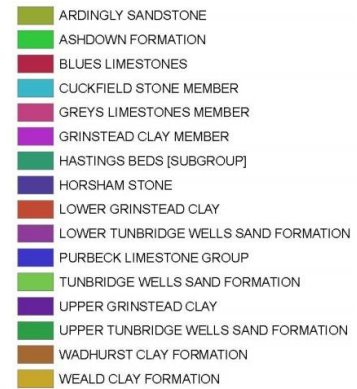 ARDINGLY SANDSTONE
ASHDOWN FORMATION
BLUES LIMESTONES
CUCKFIELD STONE MEMBER
GREYS LIMESTONES MEMBER
GRINSTEAD CLAY MEMBER
HASTINGS BEDS [SUBGROUP]
HORSHAM STONE
LOWER GRINSTEAD CLAY
LOWER TUNBRIDGE WELLS SAND FORMATION
PURBECK LIMESTONE GROUP
TUNBRIDGE WELLS SAND FORMATION
UPPER GRINSTEAD CLAY
UPPER TUNBRIDGE WELLS SAND FORMATION
WADHURST CLAY FORMATION
WEALD CLAY FORMATION